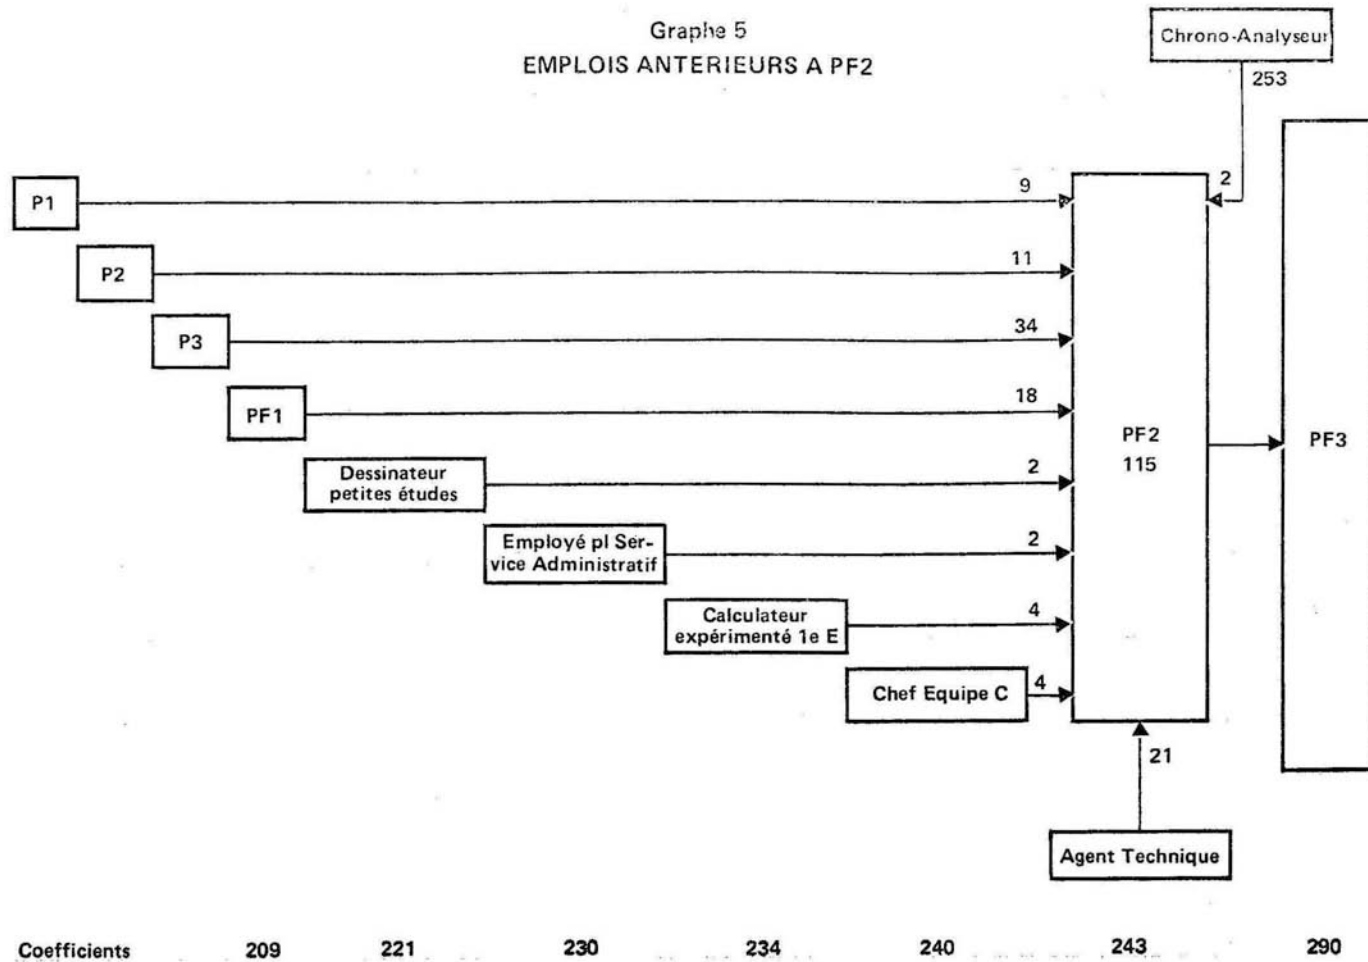 Graphe 5
EMPLOIS ANTERIEURS A PF2
Chrono-Analyseur
253
P1
9
2
P2
11
P3
34
PF1
18
PF2
115
PF3
Dessinateur
petites études
2
Employé pl Ser-
vice Administratif
2
Calculateur
expérimenté 1e E
4
Chef Equipe C
4
21
Agent Technique
Coefficients 209 221 230 234 240 243 290